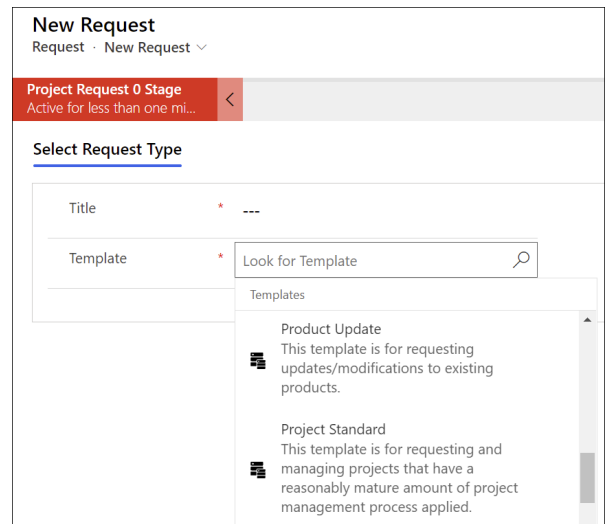 New Request
Request · New Request
Project Request 0 Stage
Active for less than one mi...
Select Request Type
Title * ---
Template * Look for Template
Templates
Product Update
This template is for requesting
updates/modifications to existing
products.
Project Standard
This template is for requesting and
managing projects that have a
reasonably mature amount of project
management process applied.